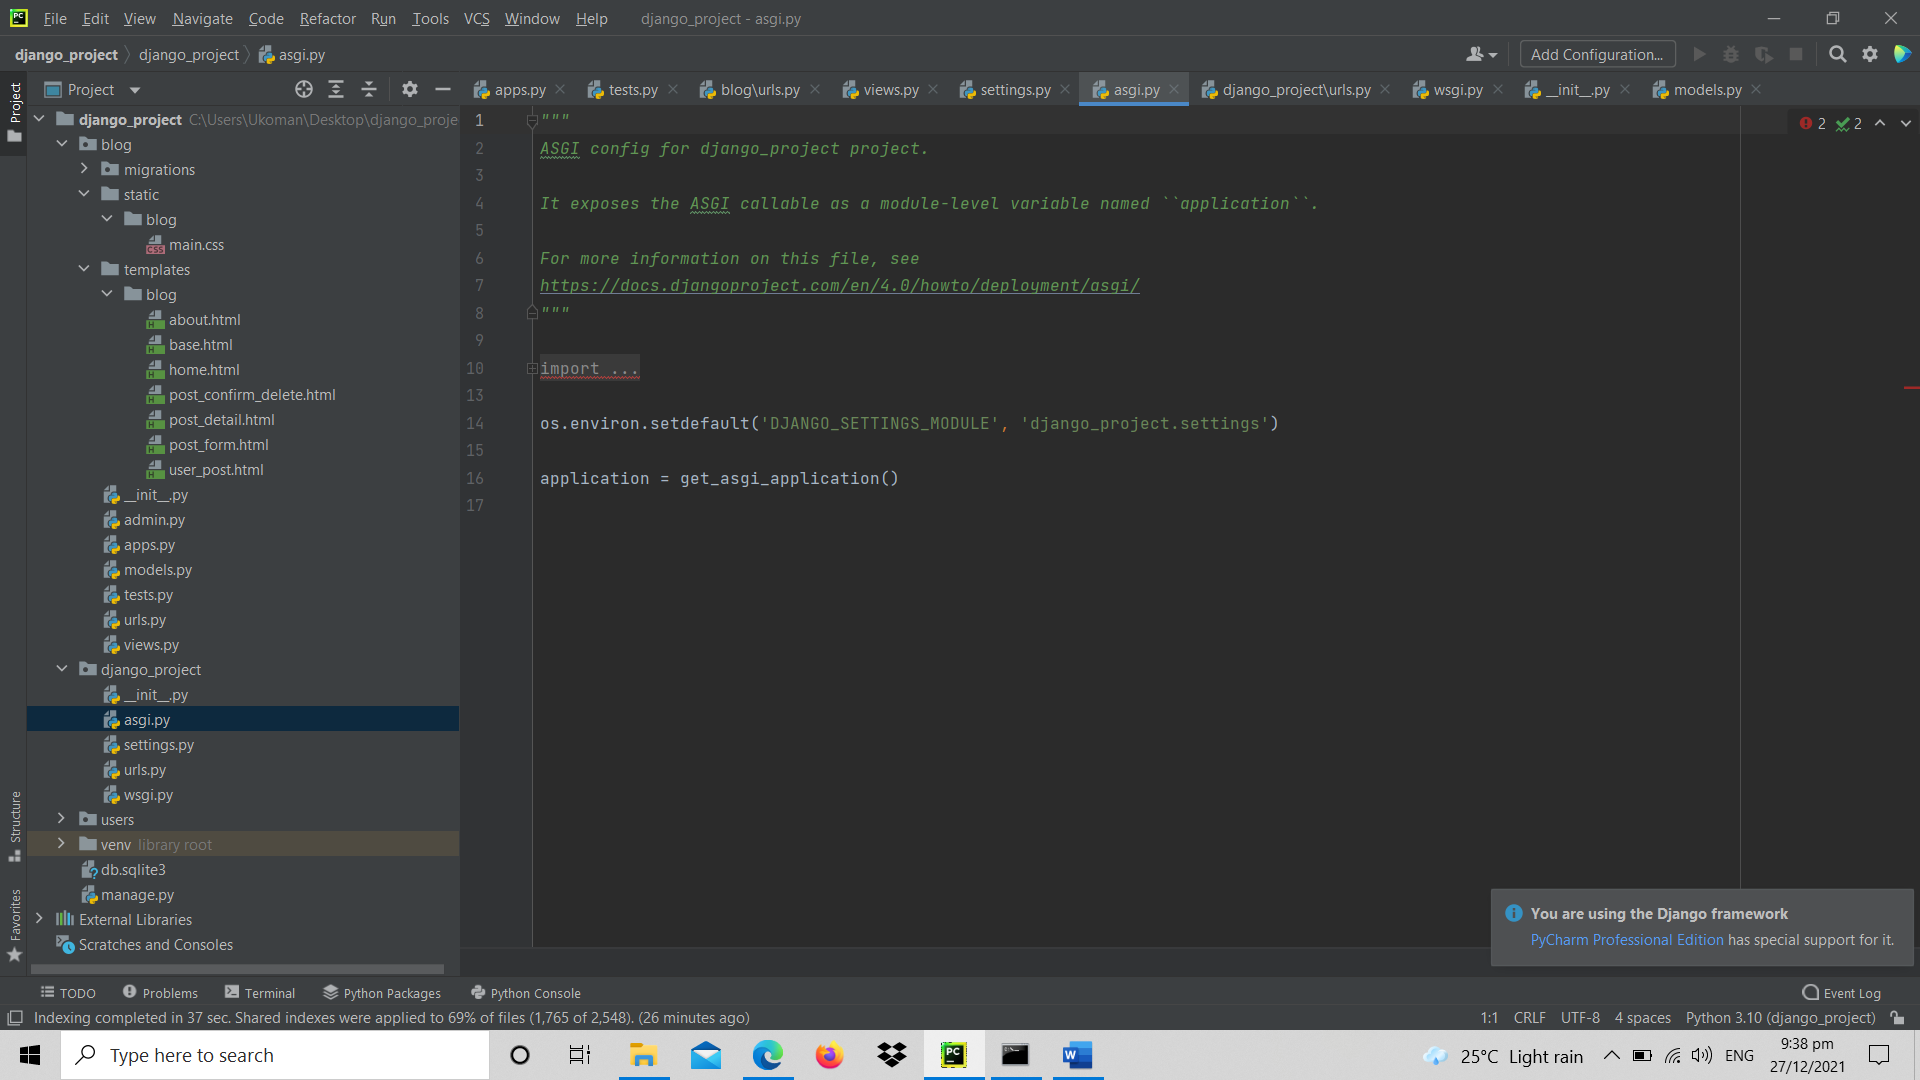 File Edit View Navigate Code Refactor Run Tools VCS Window Help django_project - asgi.py
django_project django_project asgi.py Add Configuration...
Project
Project apps.py tests.py blog\urls.py views.py settings.py asgi.py django_project\urls.py wsgi.py __init__.py models.py
django_project C:\Users\Ukoman\Desktop\django_proje
blog
migrations
static
blog
main.css
templates
blog
about.html
base.html
home.html
post_confirm_delete.html
post_detail.html
post_form.html
user_post.html
__init__.py
admin.py
apps.py
models.py
tests.py
urls.py
views.py
django_project
__init__.py
asgi.py
settings.py
urls.py
wsgi.py
users
venv library root
db.sqlite3
manage.py
External Libraries
Scratches and Consoles
Structure
Favorites
1 """
2 ASGI config for django_project project.
3
4 It exposes the ASGI callable as a module-level variable named ``application``.
5
6 For more information on this file, see
7 https://docs.djangoproject.com/en/4.0/howto/deployment/asgi/
8 """
9
10 import ...
13
14 os.environ.setdefault('DJANGO_SETTINGS_MODULE', 'django_project.settings')
15
16 application = get_asgi_application()
17
2 2
You are using the Django framework
PyCharm Professional Edition has special support for it.
TODO Problems Terminal Python Packages Python Console Event Log
Indexing completed in 37 sec. Shared indexes were applied to 69% of files (1,765 of 2,548). (26 minutes ago) 1:1 CRLF UTF-8 4 spaces Python 3.10 (django_project)
Type here to search 25°C Light rain ENG 9:38 pm
27/12/2021